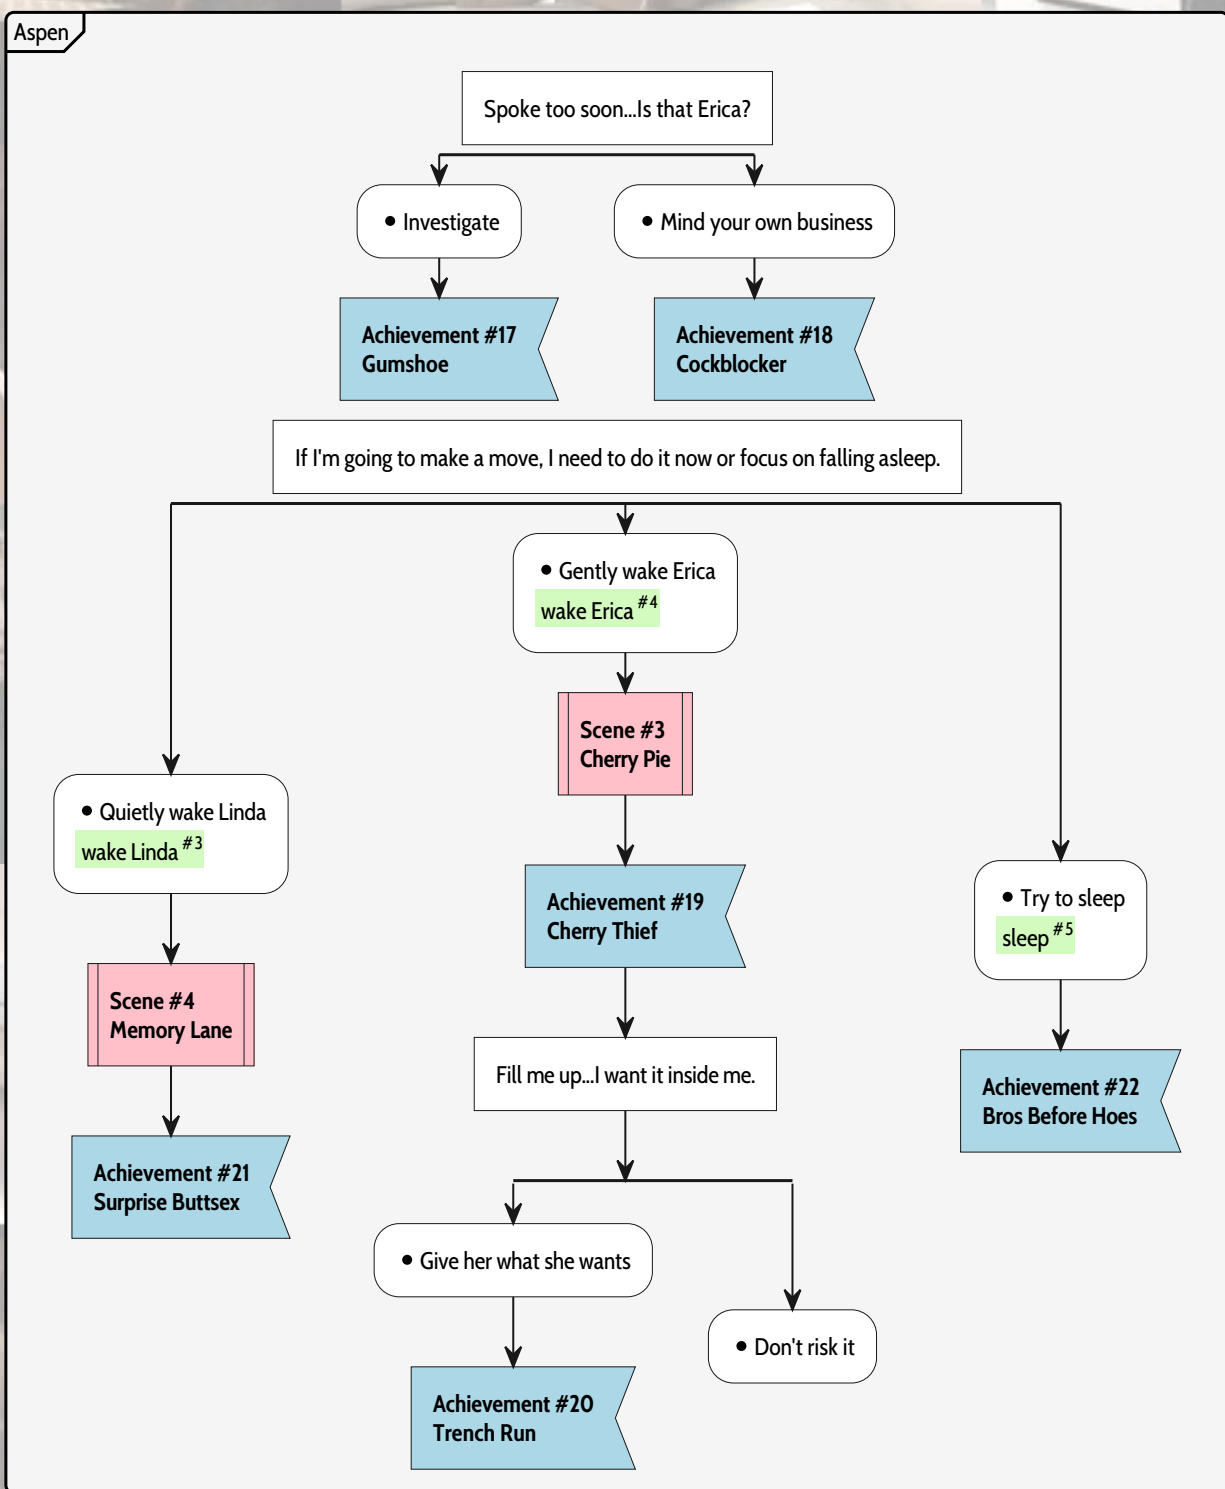 Aspen
Spoke too soon...Is that Erica?
• Investigate
• Mind your own business
Achievement #17
Gumshoe
Achievement #18
Cockblocker
If I'm going to make a move, I need to do it now or focus on falling asleep.
• Gently wake Erica
wake Erica #4
Scene #3
Cherry Pie
• Quietly wake Linda
wake Linda #3
Achievement #19
Cherry Thief
• Try to sleep
sleep #5
Scene #4
Memory Lane
Fill me up...I want it inside me.
Achievement #22
Bros Before Hoes
Achievement #21
Surprise Buttsex
• Give her what she wants
• Don't risk it
Achievement #20
Trench Run